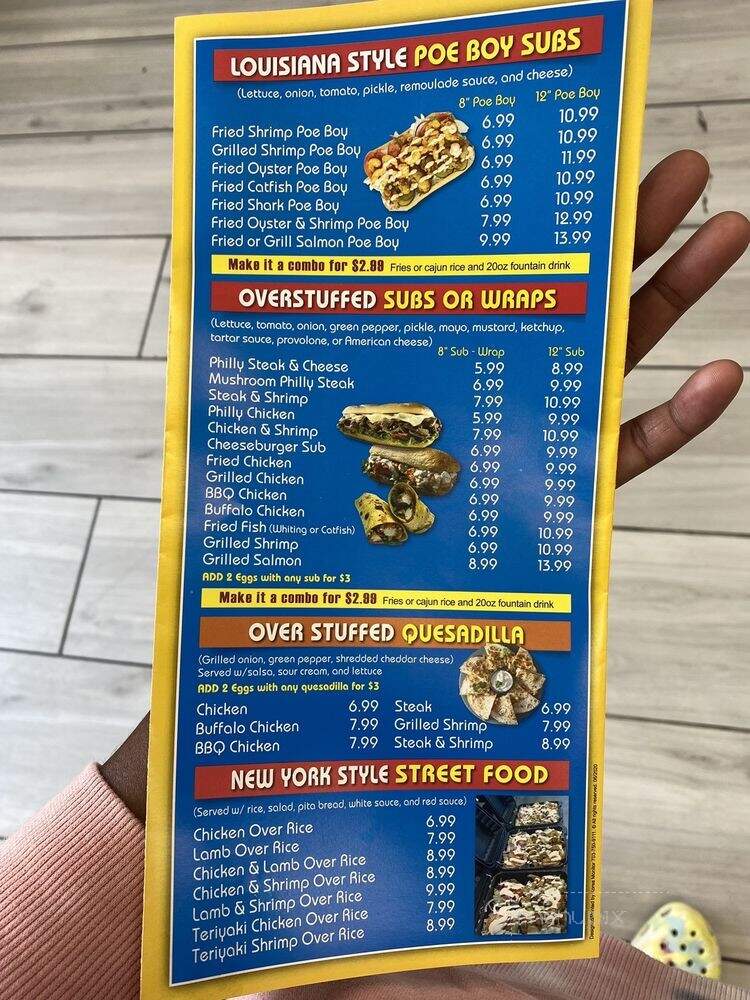 LOUISIANA STYLE POE BOY SUBS
(Lettuce, onion, tomato, pickle, remoulade sauce, and cheese)
8" Poe Boy 12" Poe Boy
Fried Shrimp Poe Boy 6.99 10.99
Grilled Shrimp Poe Boy 6.99 10.99
Fried Oyster Poe Boy 6.99 11.99
Fried Catfish Poe Boy 6.99 10.99
Fried Shark Poe Boy 6.99 10.99
Fried Oyster & Shrimp Poe Boy 7.99 12.99
Fried or Grill Salmon Poe Boy 9.99 13.99
Make it a combo for $2.99 Fries or cajun rice and 20oz fountain drink
OVERSTUFFED SUBS OR WRAPS
(Lettuce, tomato, onion, green pepper, pickle, mayo, mustard, ketchup,
tartar sauce, provolone, or American cheese)
8" Sub - Wrap 12" Sub
Philly Steak & Cheese 5.99 8.99
Mushroom Philly Steak 6.99 9.99
Steak & Shrimp 7.99 10.99
Philly Chicken 5.99 9.99
Chicken & Shrimp 7.99 10.99
Cheeseburger Sub 6.99 9.99
Fried Chicken 6.99 9.99
Grilled Chicken 6.99 9.99
BBQ Chicken 6.99 9.99
Buffalo Chicken 6.99 9.99
Fried Fish (Whiting or Catfish) 6.99 10.99
Grilled Shrimp 6.99 10.99
Grilled Salmon 8.99 13.99
ADD 2 Eggs with any sub for $3
Make it a combo for $2.99 Fries or cajun rice and 20oz fountain drink
OVER STUFFED QUESADILLA
(Grilled onion, green pepper, shredded cheddar cheese)
Served w/salsa, sour cream, and lettuce
ADD 2 Eggs with any quesadilla for $3
Chicken 6.99 Steak 6.99
Buffalo Chicken 7.99 Grilled Shrimp 7.99
BBQ Chicken 7.99 Steak & Shrimp 8.99
NEW YORK STYLE STREET FOOD
(Served w/ rice, salad, pita bread, white sauce, and red sauce)
Chicken Over Rice 6.99
Lamb Over Rice 7.99
Chicken & Lamb Over Rice 8.99
Chicken & Shrimp Over Rice 8.99
Lamb & Shrimp Over Rice 9.99
Teriyaki Chicken Over Rice 7.99
Teriyaki Shrimp Over Rice 8.99